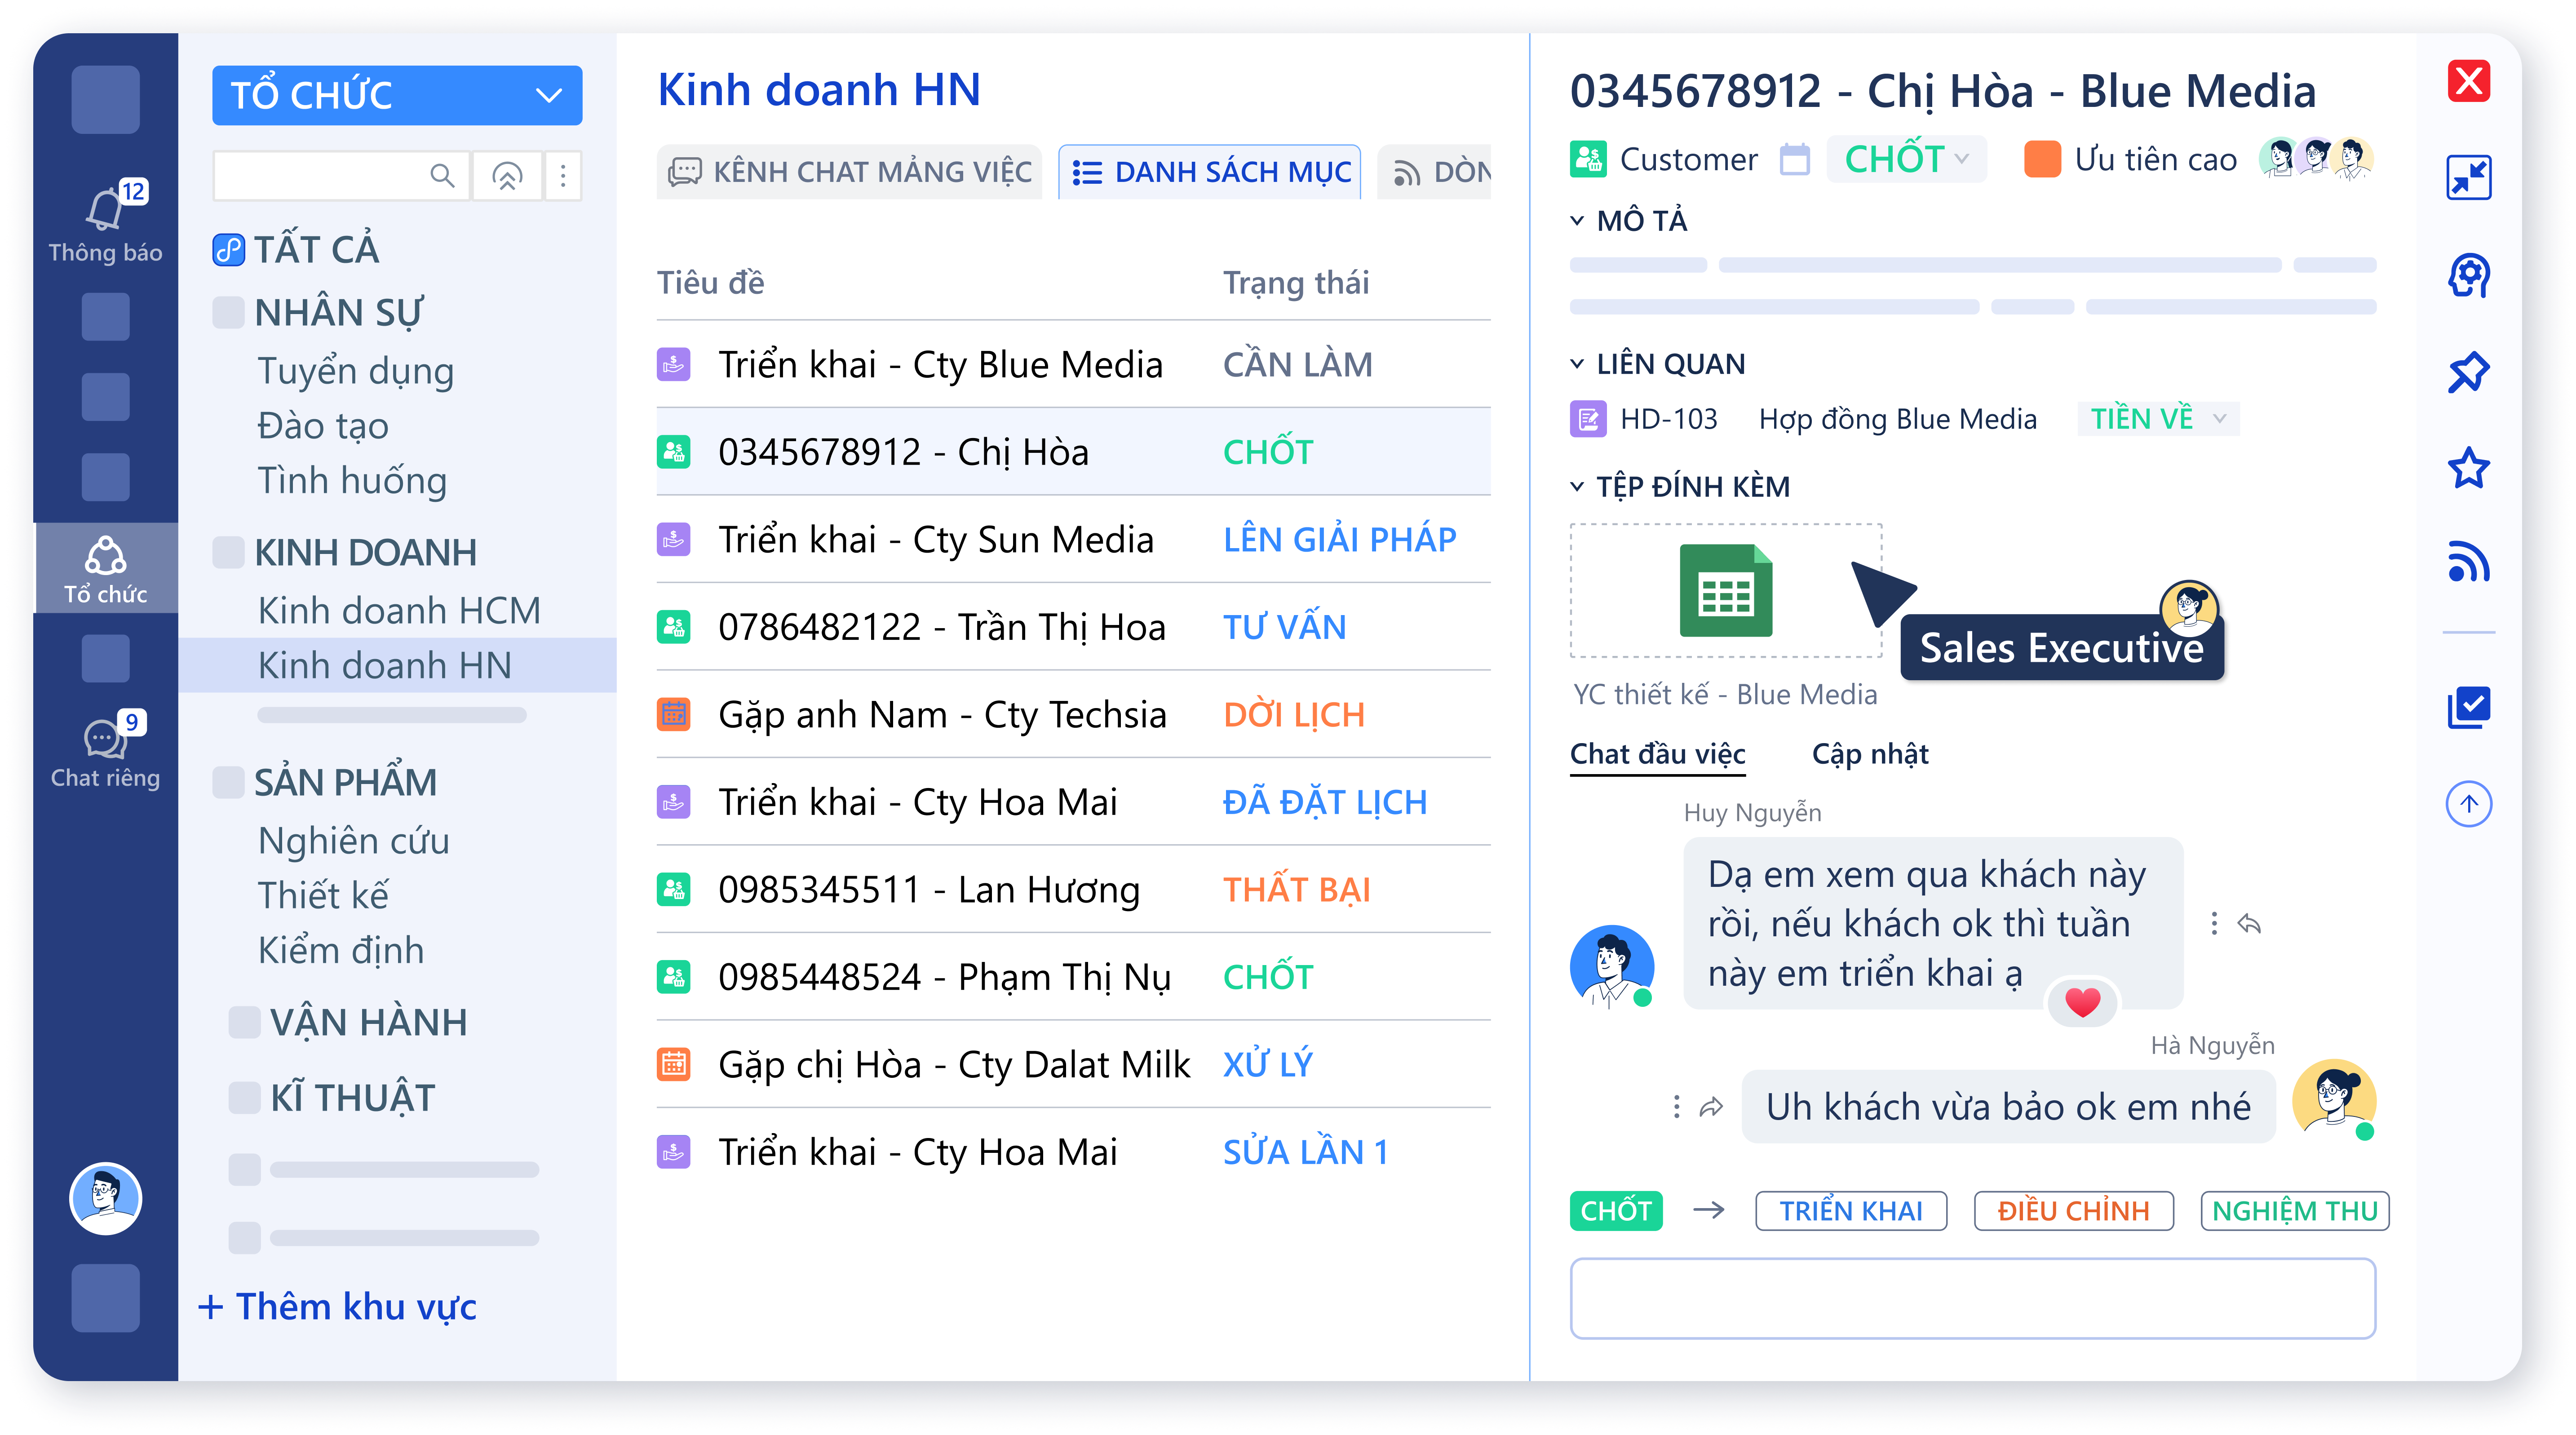 12
Thông báo
Tổ chức
9
Chat riêng
TỔ CHỨC
TẤT CẢ
NHÂN SỰ
Tuyển dụng
Đào tạo
Tình huống
KINH DOANH
Kinh doanh HCM
Kinh doanh HN
SẢN PHẨM
Nghiên cứu
Thiết kế
Kiểm định
VẬN HÀNH
KĨ THUẬT
+ Thêm khu vực
Kinh doanh HN
KÊNH CHAT MẢNG VIỆC
DANH SÁCH MỤC
DÒN
Tiêu đề Trạng thái
Triển khai - Cty Blue Media CẦN LÀM
0345678912 - Chị Hòa CHỐT
Triển khai - Cty Sun Media LÊN GIẢI PHÁP
0786482122 - Trần Thị Hoa TƯ VẤN
Gặp anh Nam - Cty Techsia DỜI LỊCH
Triển khai - Cty Hoa Mai ĐÃ ĐẶT LỊCH
0985345511 - Lan Hương THẤT BẠI
0985448524 - Phạm Thị Nụ CHỐT
Gặp chị Hòa - Cty Dalat Milk XỬ LÝ
Triển khai - Cty Hoa Mai SỬA LẦN 1
0345678912 - Chị Hòa - Blue Media
Customer CHỐT Ưu tiên cao
MÔ TẢ
LIÊN QUAN
HD-103 Hợp đồng Blue Media TIỀN VỀ
TỆP ĐÍNH KÈM
Sales Executive
YC thiết kế - Blue Media
Chat đầu việc Cập nhật
Huy Nguyễn
Dạ em xem qua khách này
rồi, nếu khách ok thì tuần
này em triển khai ạ
Hà Nguyễn
Uh khách vừa bảo ok em nhé
CHỐT → TRIỂN KHAI ĐIỀU CHỈNH NGHIỆM THU